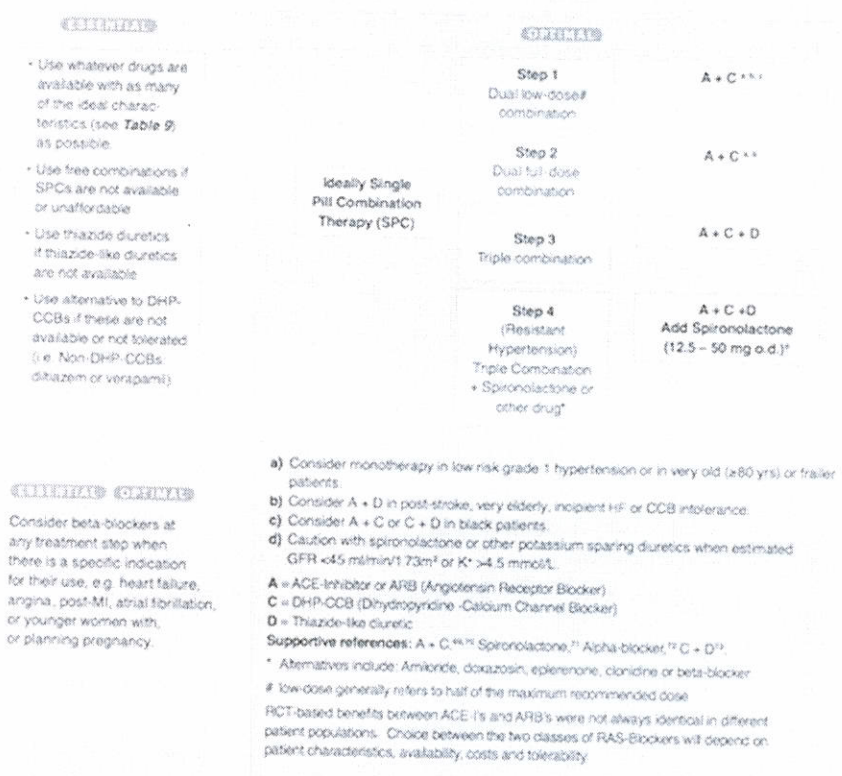 ESSENTIAL
• Use whatever drugs are
available with as many
of the ideal charac-
teristics (see Table 9)
as possible.
• Use free combinations if
SPCs are not available
or unaffordable
• Use thiazide diuretics
if thiazide-like diuretics
are not available
• Use alternative to DHP-
CCBs if these are not
available or not tolerated
(i.e. Non-DHP-CCBs:
diltiazem or verapamil).
Ideally Single
Pill Combination
Therapy (SPC)
OPTIMAL
Step 1
Dual low-dose#
combination
A + C a, b, c
Step 2
Dual full-dose
combination
A + C a, b
Step 3
Triple combination
A + C + D
Step 4
(Resistant
Hypertension)
Triple Combination
+ Spironolactone or
other drug*
A + C +D
Add Spironolactone
(12.5 – 50 mg o.d.)d
ESSENTIAL OPTIMAL
Consider beta-blockers at
any treatment step when
there is a specific indication
for their use, e.g. heart failure,
angina, post-MI, atrial fibrillation,
or younger women with,
or planning pregnancy.
a) Consider monotherapy in low risk grade 1 hypertension or in very old (≥80 yrs) or frailer
patients.
b) Consider A + D in post-stroke, very elderly, incipient HF or CCB intolerance.
c) Consider A + C or C + D in black patients.
d) Caution with spironolactone or other potassium sparing diuretics when estimated
GFR <45 ml/min/1.73m² or K⁺ >4.5 mmol/L.
A = ACE-Inhibitor or ARB (Angiotensin Receptor Blocker)
C = DHP-CCB (Dihydropyridine -Calcium Channel Blocker)
D = Thiazide-like diuretic
Supportive references: A + C, Spironolactone,⁷¹ Alpha-blocker,⁷² C + D⁷³.
* Alternatives include: Amiloride, doxazosin, eplerenone, clonidine or beta-blocker
# low-dose generally refers to half of the maximum recommended dose
RCT-based benefits between ACE-I's and ARB's were not always identical in different
patient populations. Choice between the two classes of RAS-Blockers will depend on
patient characteristics, availability, costs and tolerability.